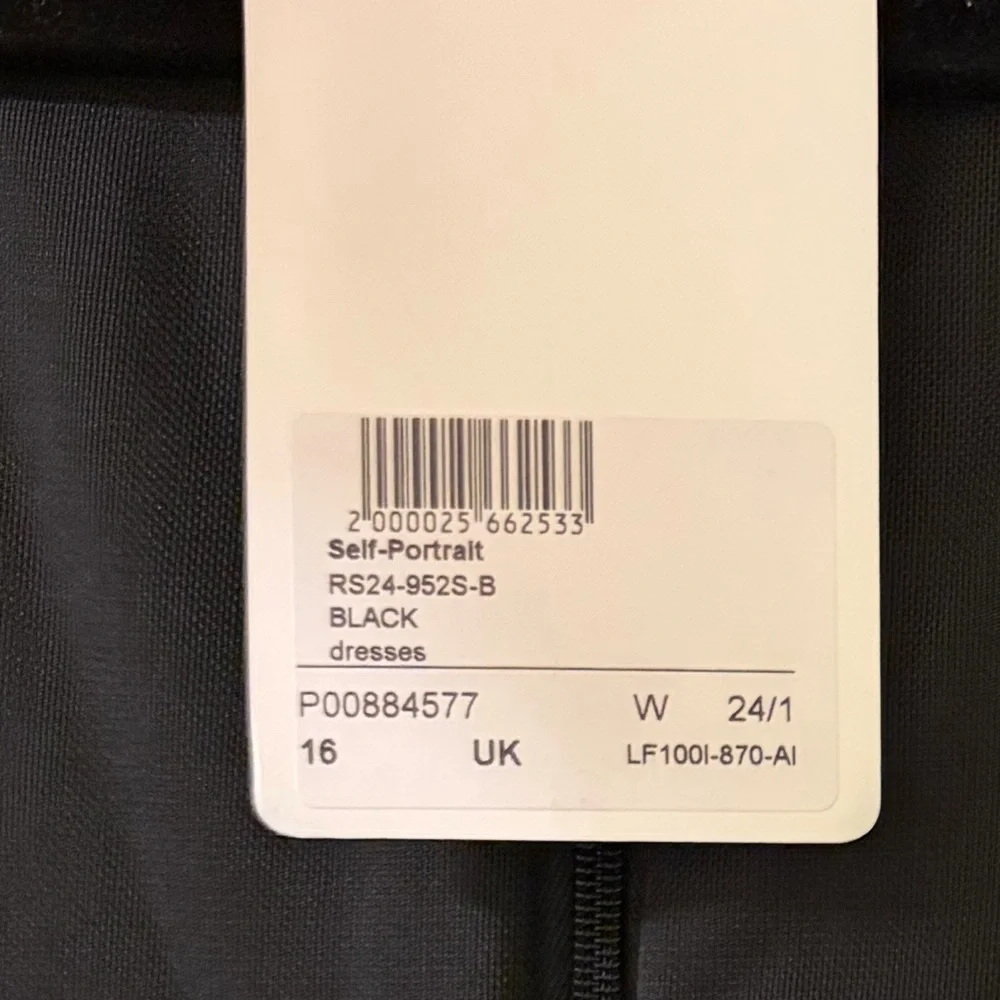 2 000025 662533
Self-Portrait
RS24-952S-B
BLACK
dresses
P00884577 W 24/1
16 UK LF100I-870-AI